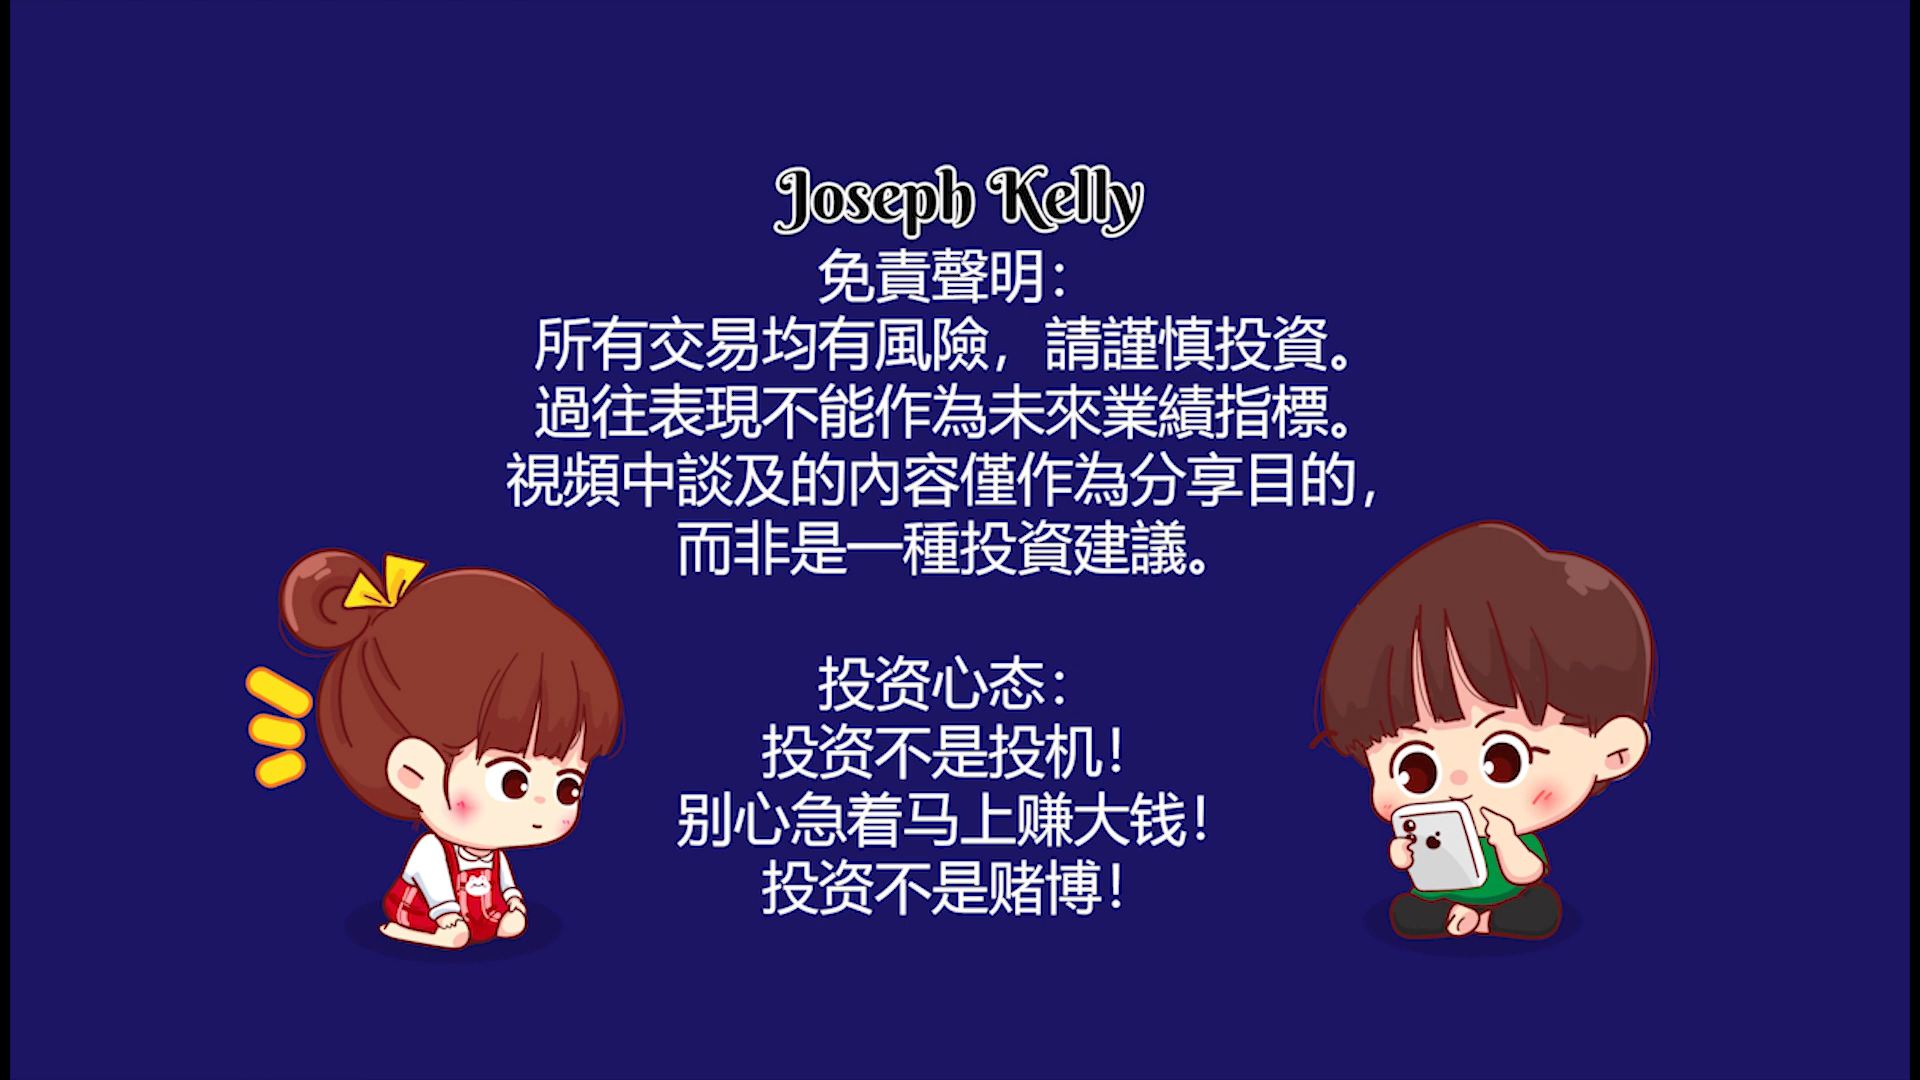 Joseph Kelly
免責聲明：
所有交易均有風險，請謹慎投資。
過往表現不能作為未來業績指標。
視頻中談及的內容僅作為分享目的，
而非是一種投資建議。
投资心态：
投资不是投机！
别心急着马上赚大钱！
投资不是赌博！